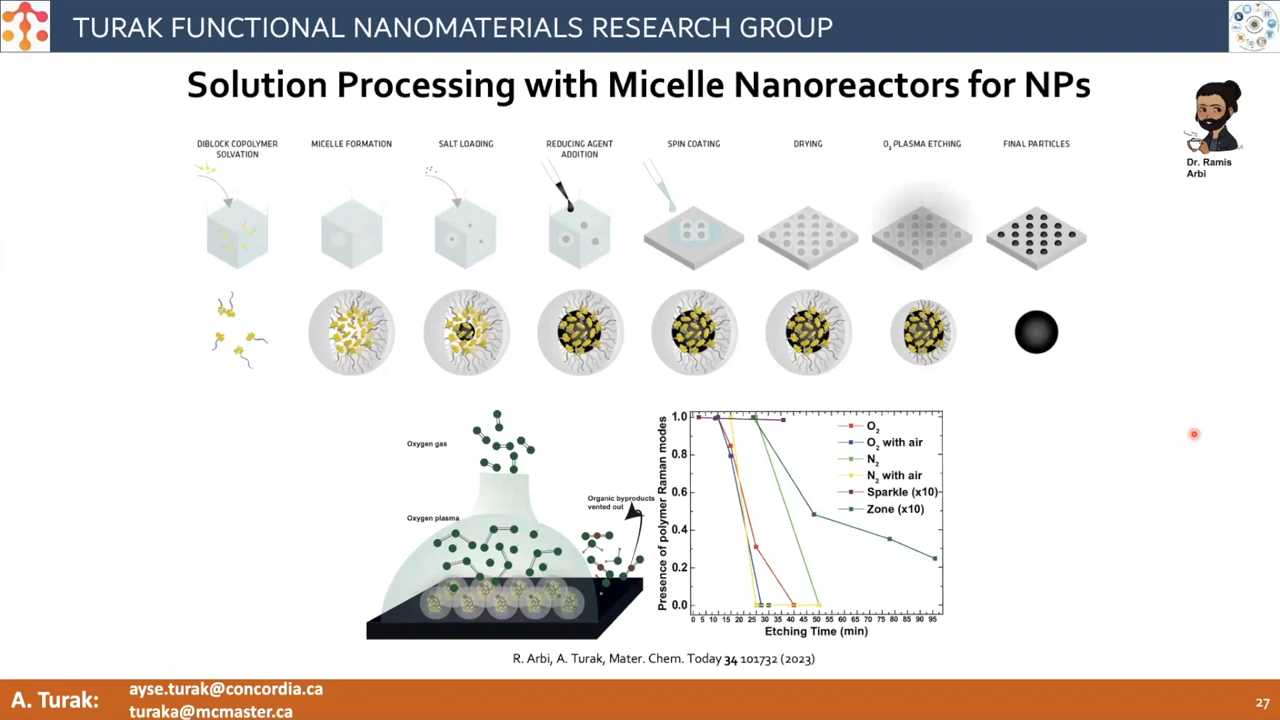 TURAK FUNCTIONAL NANOMATERIALS RESEARCH GROUP
Solution Processing with Micelle Nanoreactors for NPs
Dr. Ramis
Arbi
DIBLOCK COPOLYMER
SOLVATION
MICELLE FORMATION
SALT LOADING
REDUCING AGENT
ADDITION
SPIN COATING
DRYING
O₂ PLASMA ETCHING
FINAL PARTICLES
Oxygen gas
Oxygen plasma
Organic byproducts
vented out
Presence of polymer Raman modes
1.0
0.8
0.6
0.4
0.2
0.0
O₂
O₂ with air
N₂
N₂ with air
Sparkle (x10)
Zone (x10)
0 5 10 15 20 25 30 35 40 45 50 55 60 65 70 75 80 85 90 95
Etching Time (min)
R. Arbi, A. Turak, Mater. Chem. Today 34 101732 (2023)
A. Turak:
ayse.turak@concordia.ca
turaka@mcmaster.ca
27